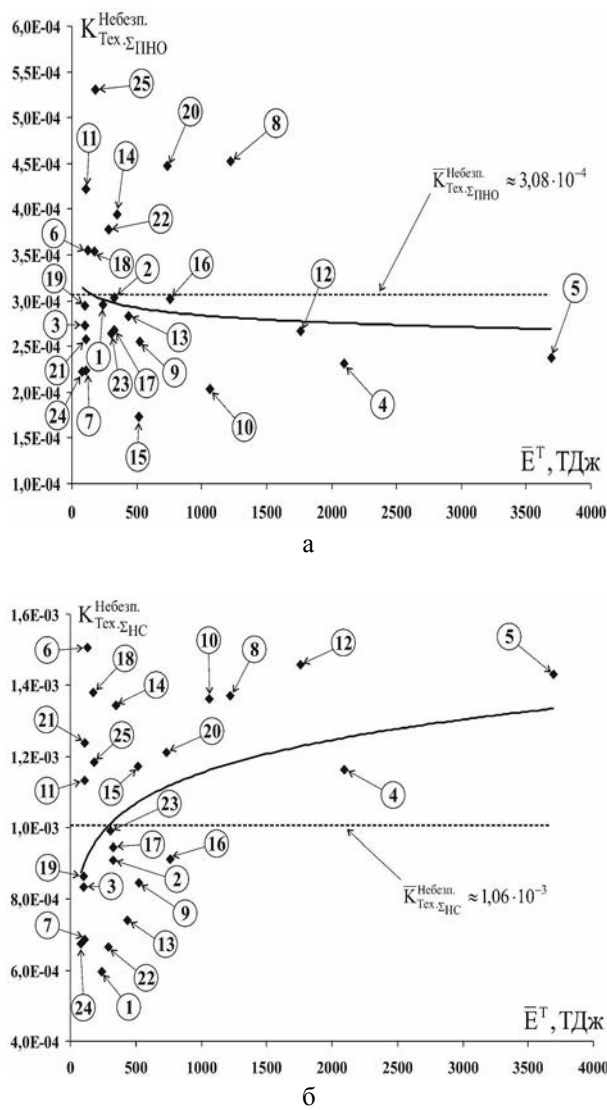 6,0E-04
K Небезп. Тех.Σ ПНО
5,5E-04
25
5,0E-04
20
8
11
14
4,5E-04
K̅ Небезп. Тех.Σ ПНО ≈ 3,08·10⁻⁴
4,0E-04
22
6
3,5E-04
18
2
16
12
5
19
3,0E-04
3
13
2,5E-04
21
1
17
9
23
4
24
7
10
2,0E-04
15
1,5E-04
E̅ᵀ, ТДж
1,0E-04
0 500 1000 1500 2000 2500 3000 3500 4000
а
1,6E-03
K Небезп. Тех.Σ НС
6
18
10
8
12
5
1,4E-03
14
21
25
20
1,2E-03
11
15
4
23
1,0E-03
17
16
19
2
K̅ Небезп. Тех.Σ НС ≈ 1,06·10⁻³
3
9
8,0E-04
7
13
22
6,0E-04
24
1
E̅ᵀ, ТДж
4,0E-04
0 500 1000 1500 2000 2500 3000 3500 4000
б